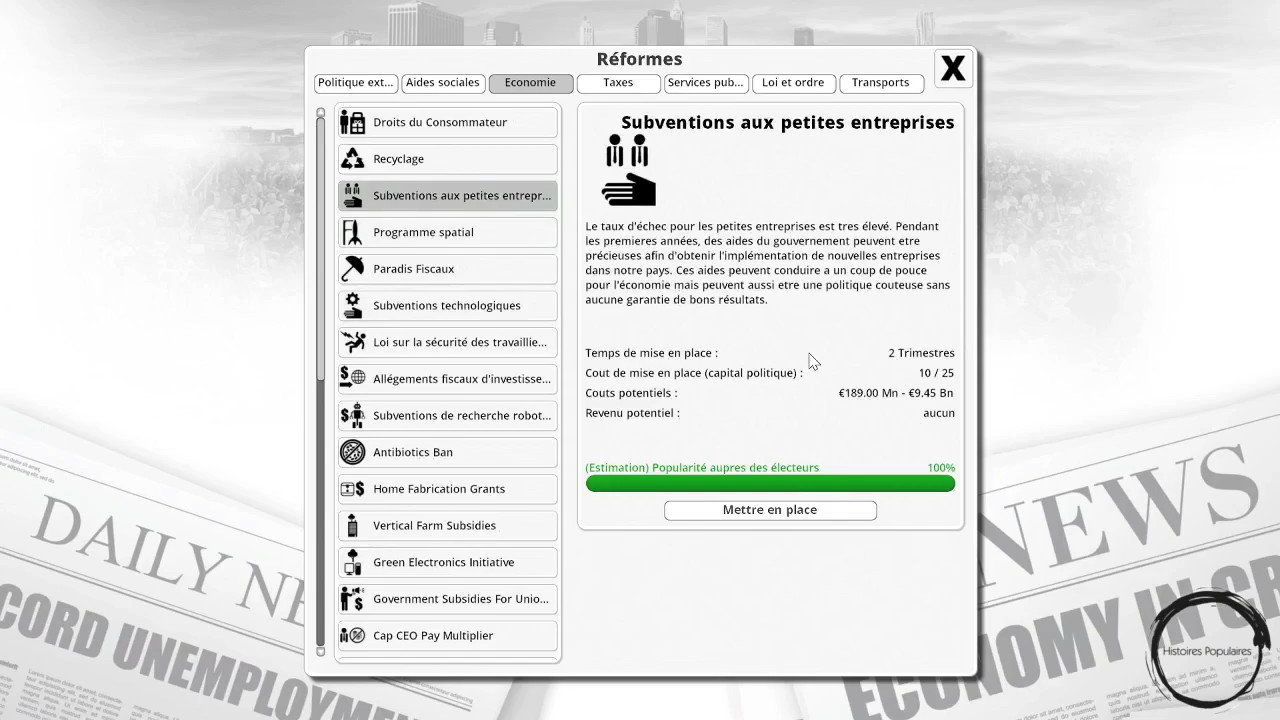 Réformes
X
Politique ext...
Aides sociales
Economie
Taxes
Services pub...
Loi et ordre
Transports
Droits du Consommateur
Recyclage
Subventions aux petites entrepr...
Programme spatial
Paradis Fiscaux
Subventions technologiques
Loi sur la sécurité des travaillie...
Allégements fiscaux d'investisse...
Subventions de recherche robot...
Antibiotics Ban
Home Fabrication Grants
Vertical Farm Subsidies
Green Electronics Initiative
Government Subsidies For Unio...
Cap CEO Pay Multiplier
Subventions aux petites entreprises
Le taux d'échec pour les petites entreprises est tres élevé. Pendant
les premieres années, des aides du gouvernement peuvent etre
précieuses afin d'obtenir l'implémentation de nouvelles entreprises
dans notre pays. Ces aides peuvent conduire a un coup de pouce
pour l'économie mais peuvent aussi etre une politique couteuse sans
aucune garantie de bons résultats.
Temps de mise en place : 2 Trimestres
Cout de mise en place (capital politique) : 10 / 25
Couts potentiels : €189.00 Mn - €9.45 Bn
Revenu potentiel : aucun
(Estimation) Popularité aupres des électeurs 100%
Mettre en place
DAILY NE
CORD UNEMPLOYM
NEWS
ECONOMY IN CR
Histoires Populaires